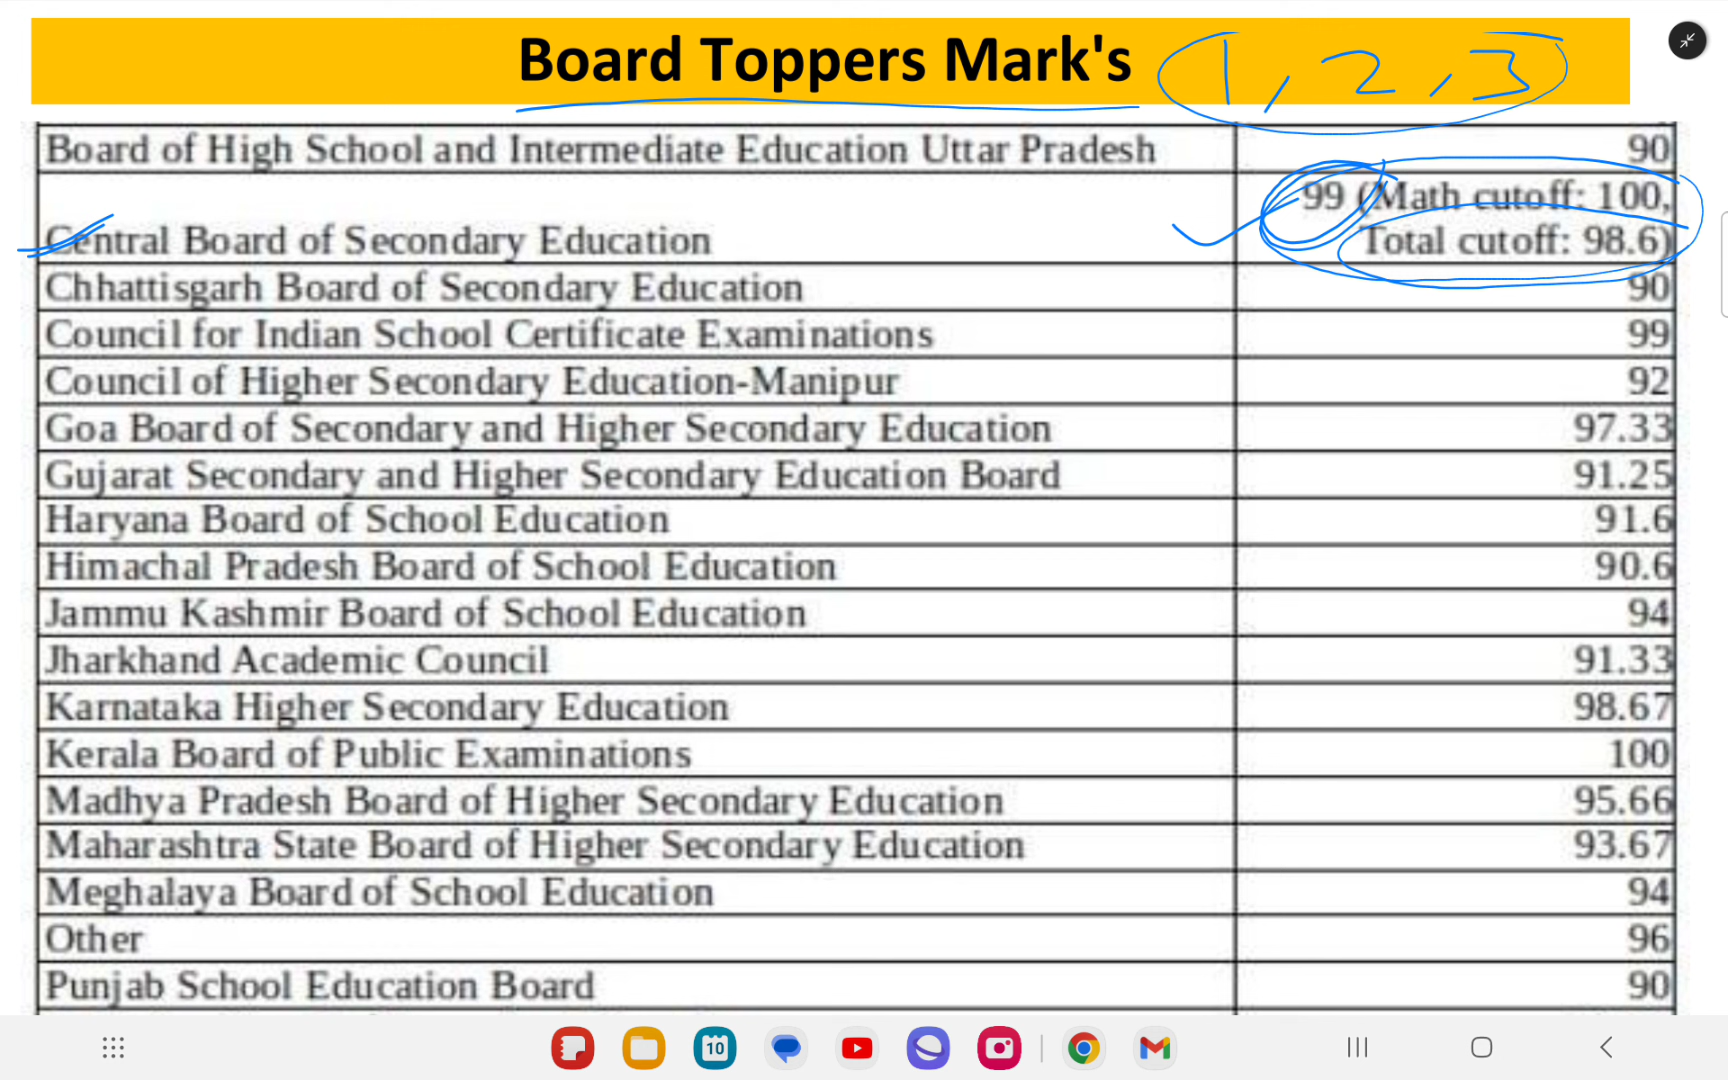 Board Toppers Mark's 1, 2, 3
Board of High School and Intermediate Education Uttar Pradesh 90
99 (Math cutoff: 100,
Central Board of Secondary Education Total cutoff: 98.6)
Chhattisgarh Board of Secondary Education 90
Council for Indian School Certificate Examinations 99
Council of Higher Secondary Education-Manipur 92
Goa Board of Secondary and Higher Secondary Education 97.33
Gujarat Secondary and Higher Secondary Education Board 91.25
Haryana Board of School Education 91.6
Himachal Pradesh Board of School Education 90.6
Jammu Kashmir Board of School Education 94
Jharkhand Academic Council 91.33
Karnataka Higher Secondary Education 98.67
Kerala Board of Public Examinations 100
Madhya Pradesh Board of Higher Secondary Education 95.66
Maharashtra State Board of Higher Secondary Education 93.67
Meghalaya Board of School Education 94
Other 96
Punjab School Education Board 90
10